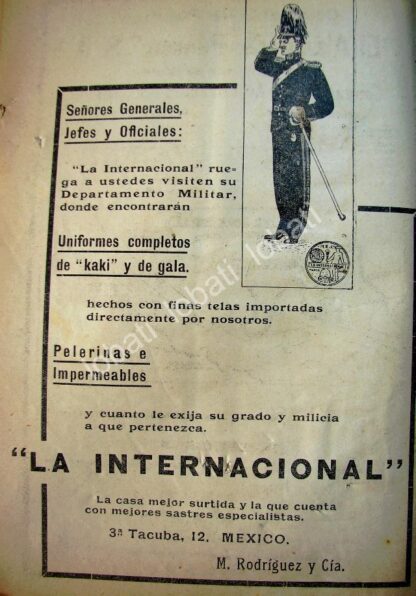 Señores Generales,
Jefes y Oficiales:
"La Internacional" rue-
ga a ustedes visiten su
Departamento Militar,
donde encontrarán
Uniformes completos
de "kaki" y de gala.
hechos con finas telas importadas
directamente por nosotros.
Pelerinas e
Impermeables
y cuanto le exija su grado y milicia
a que pertenezca.
"LA INTERNACIONAL"
La casa mejor surtida y la que cuenta
con mejores sastres especialistas.
3ª Tacuba, 12, MEXICO.
M. Rodríguez y Cía.